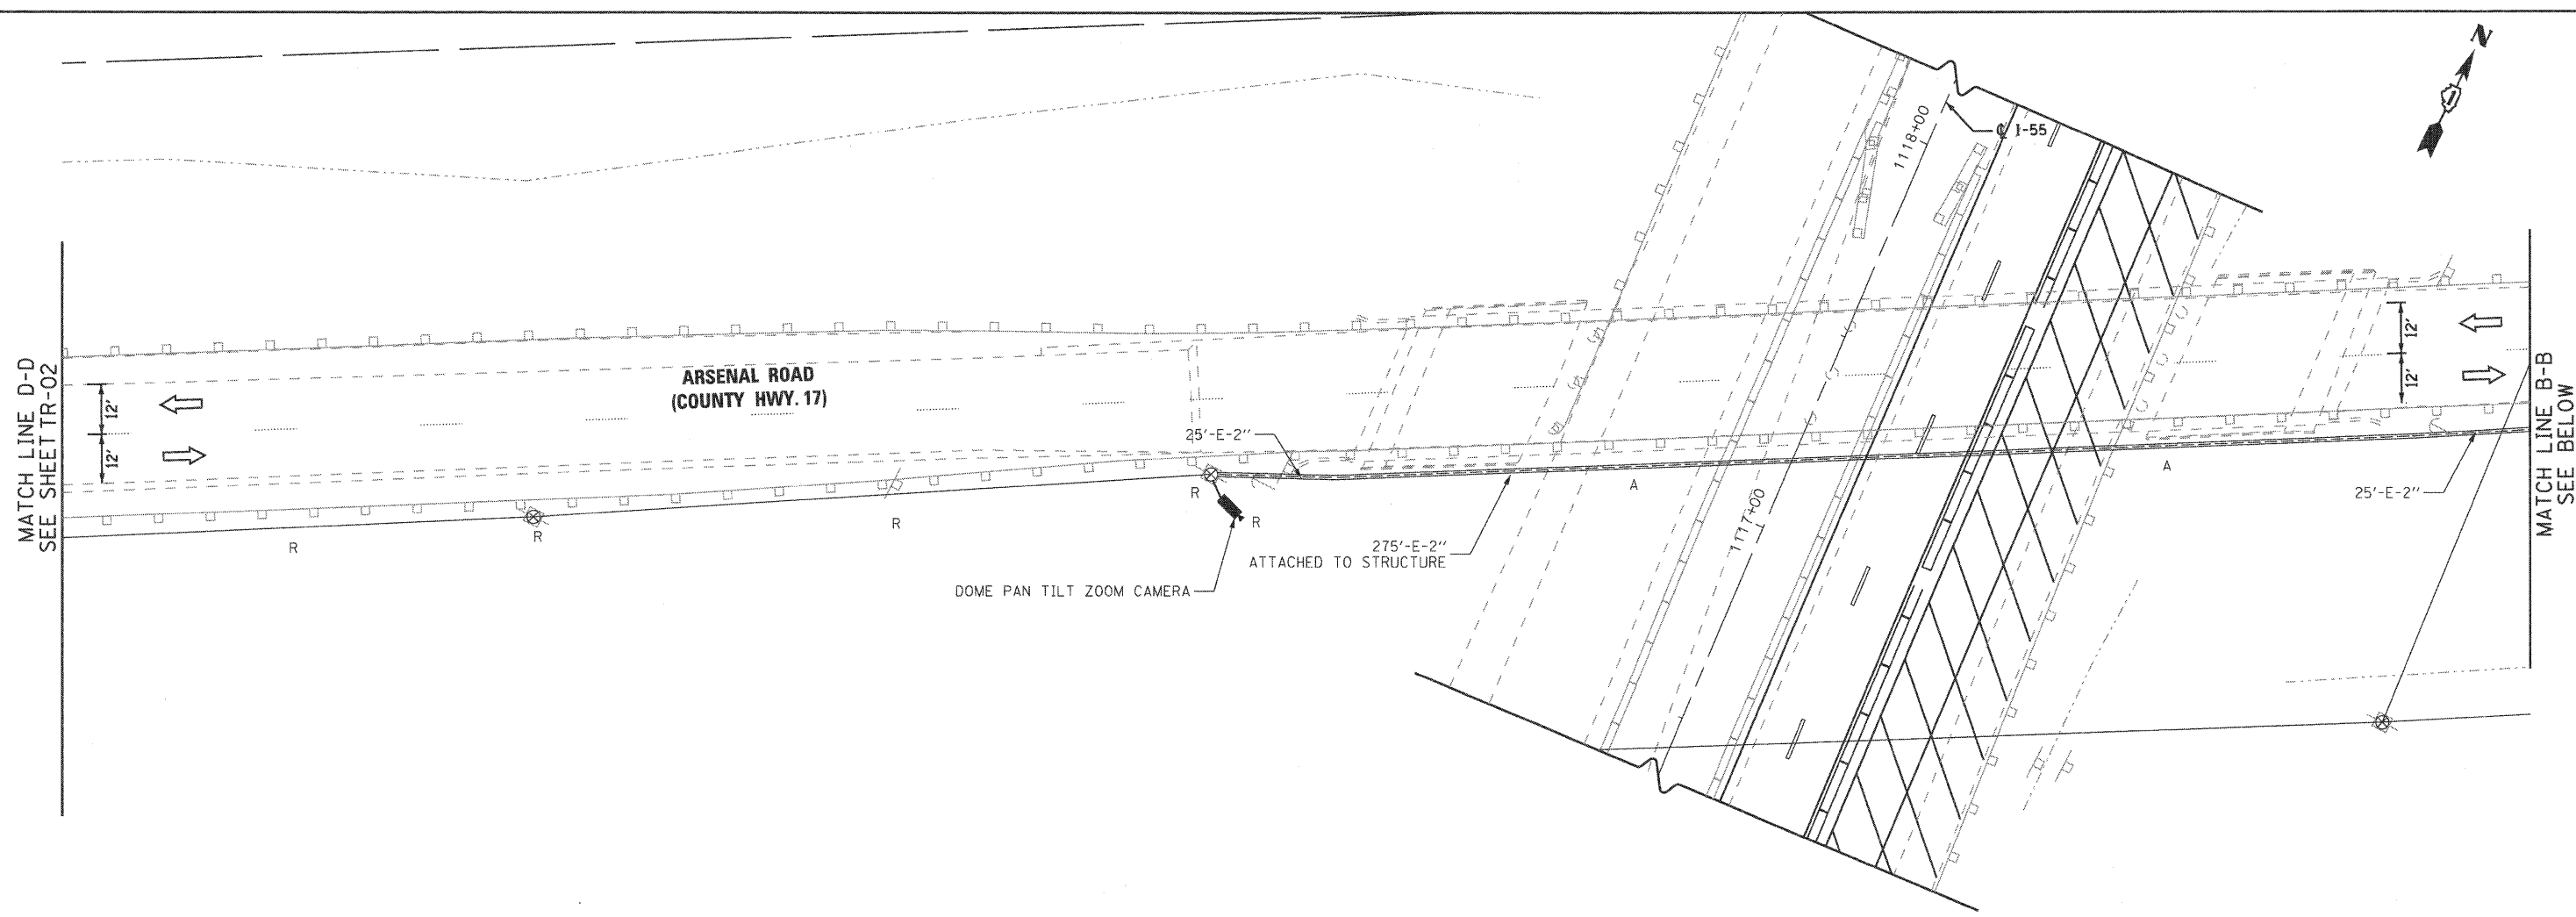 N
℄ I-55
1118+00
MATCH LINE D-D
SEE SHEET TR-02
12'
12'
ARSENAL ROAD
(COUNTY HWY. 17)
12'
12'
MATCH LINE B-B
SEE BELOW
25'-E-2"
25'-E-2"
A
A
R
R
R
R
R
1117+00
275'-E-2"
ATTACHED TO STRUCTURE
DOME PAN TILT ZOOM CAMERA